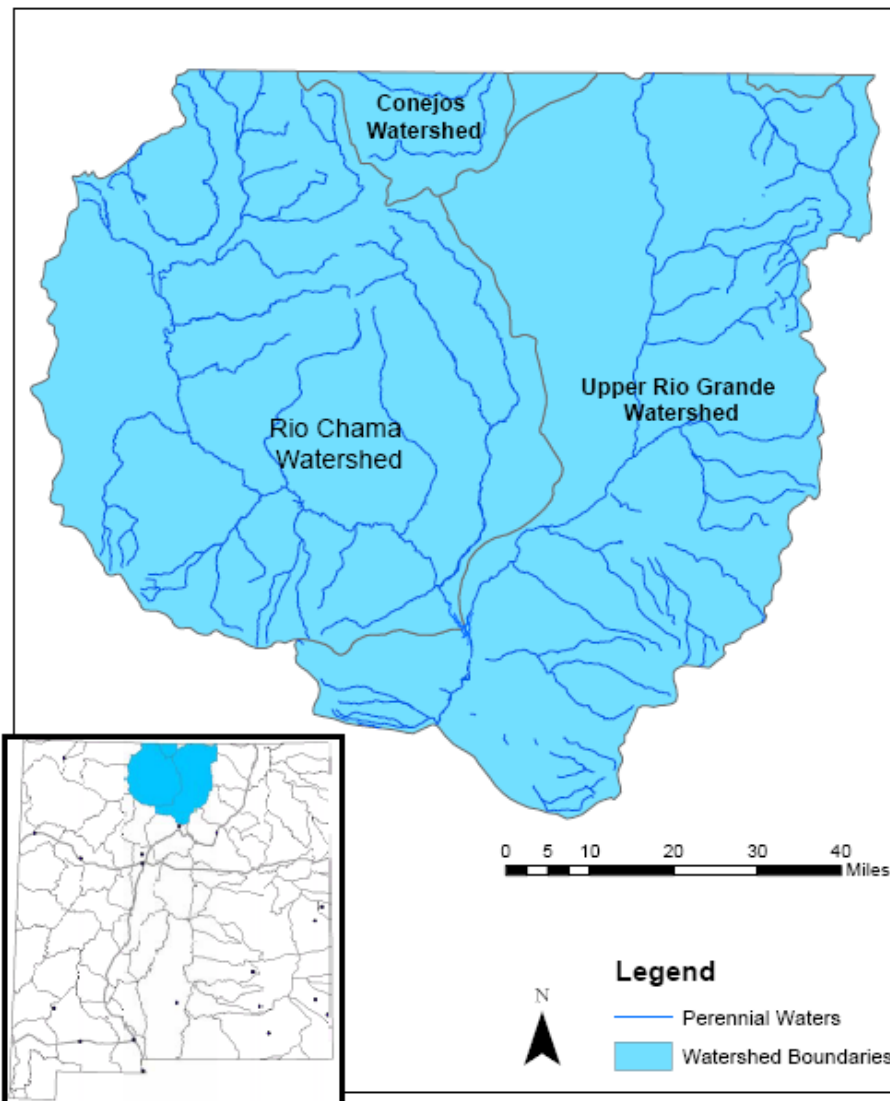 Conejos
Watershed
Upper Rio Grande
Watershed
Rio Chama
Watershed
0 5 10 20 30 40
Miles
N
Legend
Perennial Waters
Watershed Boundaries